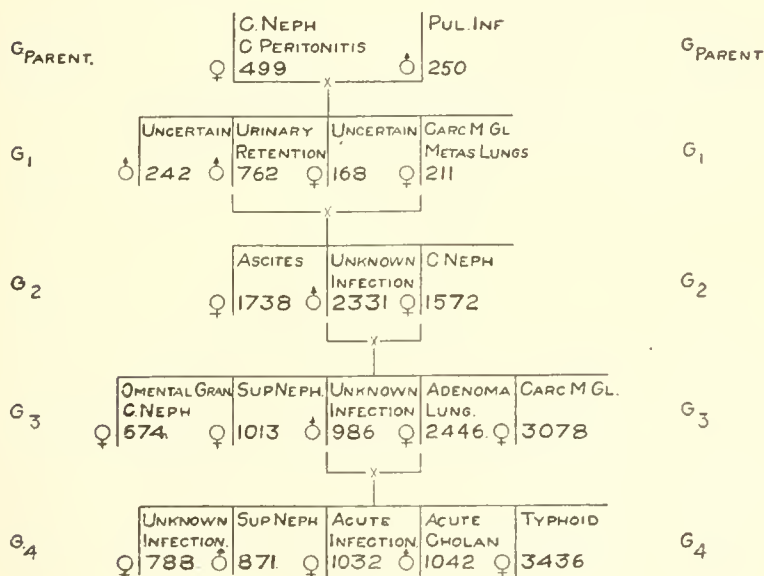 C. NEPH PUL. INF
G PARENT. C PERITONITIS G PARENT
♀ 499 ♂ 250
x
UNCERTAIN URINARY UNCERTAIN CARC M GL
G1 RETENTION METAS LUNGS G1
♂ 242 ♂ 762 ♀ 168 ♀ 211
x
ASCITES UNKNOWN C NEPH
G2 INFECTION G2
♀ 1738 ♂ 2331 ♀ 1572
x
OMENTAL GRAN SUP NEPH. UNKNOWN ADENOMA CARC M GL.
G3 C. NEPH INFECTION LUNG. G3
♀ 574 ♀ 1013 ♂ 986 ♀ 2446. ♀ 3078
x
UNKNOWN SUP NEPH ACUTE ACUTE TYPHOID
G.4 INFECTION. INFECTION. CHOLAN G4
♀ 788 ♂ 871 ♀ 1032 ♂ 1042 ♀ 3436